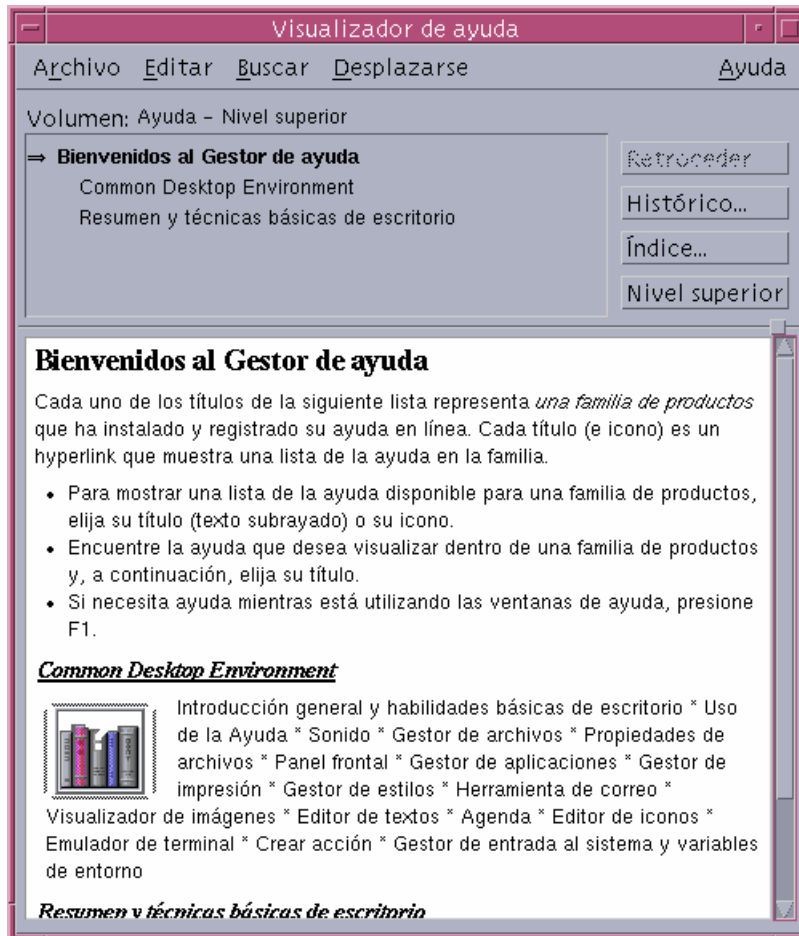 Visualizador de ayuda
Archivo Editar Buscar Desplazarse Ayuda
Volumen: Ayuda – Nivel superior
⇒ Bienvenidos al Gestor de ayuda
Common Desktop Environment
Resumen y técnicas básicas de escritorio
Retroceder
Histórico...
Índice...
Nivel superior
Bienvenidos al Gestor de ayuda
Cada uno de los títulos de la siguiente lista representa una familia de productos
que ha instalado y registrado su ayuda en línea. Cada título (e icono) es un
hyperlink que muestra una lista de la ayuda en la familia.
• Para mostrar una lista de la ayuda disponible para una familia de productos,
elija su título (texto subrayado) o su icono.
• Encuentre la ayuda que desea visualizar dentro de una familia de productos
y, a continuación, elija su título.
• Si necesita ayuda mientras está utilizando las ventanas de ayuda, presione
F1.
Common Desktop Environment
Introducción general y habilidades básicas de escritorio * Uso
de la Ayuda * Sonido * Gestor de archivos * Propiedades de
archivos * Panel frontal * Gestor de aplicaciones * Gestor de
impresión * Gestor de estilos * Herramienta de correo *
Visualizador de imágenes * Editor de textos * Agenda * Editor de iconos *
Emulador de terminal * Crear acción * Gestor de entrada al sistema y variables
de entorno
Resumen y técnicas básicas de escritorio